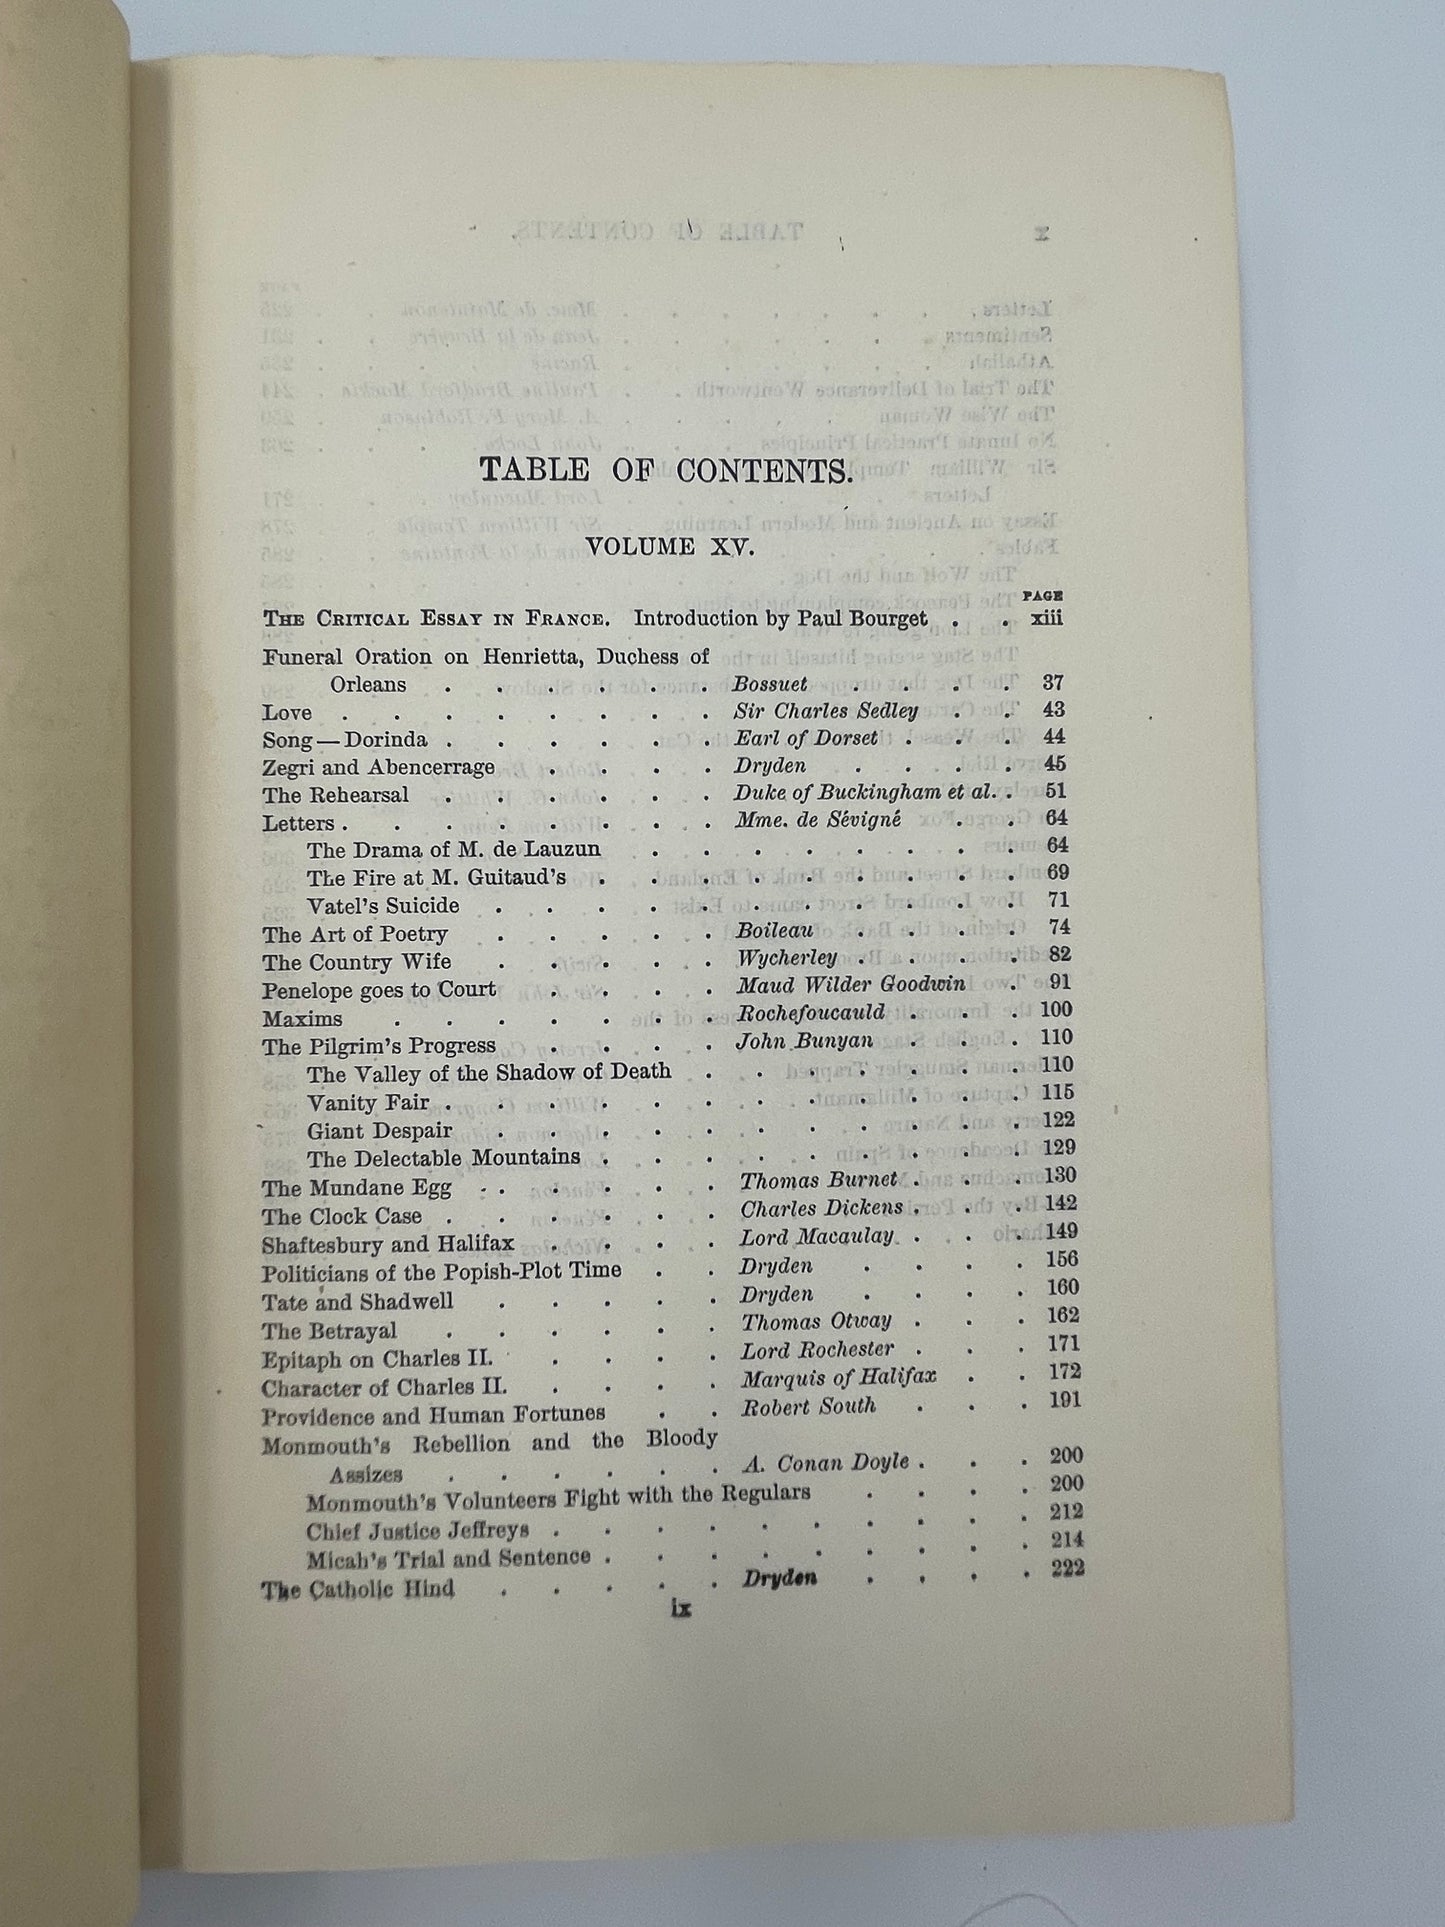 TABLE OF CONTENTS.
VOLUME XV.
PAGE
THE CRITICAL ESSAY IN FRANCE. Introduction by Paul Bourget . . xiii
Funeral Oration on Henrietta, Duchess of
Orleans . . . . . . Bossuet . . . . 37
Love . . . . . . . . Sir Charles Sedley . . 43
Song—Dorinda . . . . . . Earl of Dorset . . . 44
Zegri and Abencerrage . . . . Dryden . . . . 45
The Rehearsal . . . . . . Duke of Buckingham et al. . 51
Letters . . . . . . . . Mme. de Sévigné . . 64
The Drama of M. de Lauzun . . . . . . . . 64
The Fire at M. Guitaud's . . . . . . . . . 69
Vatel's Suicide . . . . . . . . . . . 71
The Art of Poetry . . . . . Boileau . . . . 74
The Country Wife . . . . . Wycherley . . . . 82
Penelope goes to Court . . . . Maud Wilder Goodwin . 91
Maxims . . . . . . . Rochefoucauld . . . 100
The Pilgrim's Progress . . . . John Bunyan . . . 110
The Valley of the Shadow of Death . . . . . . . 110
Vanity Fair . . . . . . . . . . . . 115
Giant Despair . . . . . . . . . . . 122
The Delectable Mountains . . . . . . . . . 129
The Mundane Egg . . . . . Thomas Burnet . . . 130
The Clock Case . . . . . . Charles Dickens . . . 142
Shaftesbury and Halifax . . . . Lord Macaulay . . . 149
Politicians of the Popish-Plot Time . . Dryden . . . . 156
Tate and Shadwell . . . . . Dryden . . . . 160
The Betrayal . . . . . . Thomas Otway . . . 162
Epitaph on Charles II. . . . . Lord Rochester . . . 171
Character of Charles II. . . . . Marquis of Halifax . . 172
Providence and Human Fortunes . . Robert South . . . 191
Monmouth's Rebellion and the Bloody
Assizes . . . . . . A. Conan Doyle . . . 200
Monmouth's Volunteers Fight with the Regulars . . . . 200
Chief Justice Jeffreys . . . . . . . . . . 212
Micah's Trial and Sentence . . . . . . . . . 214
The Catholic Hind . . . . . Dryden . . . . 222
ix